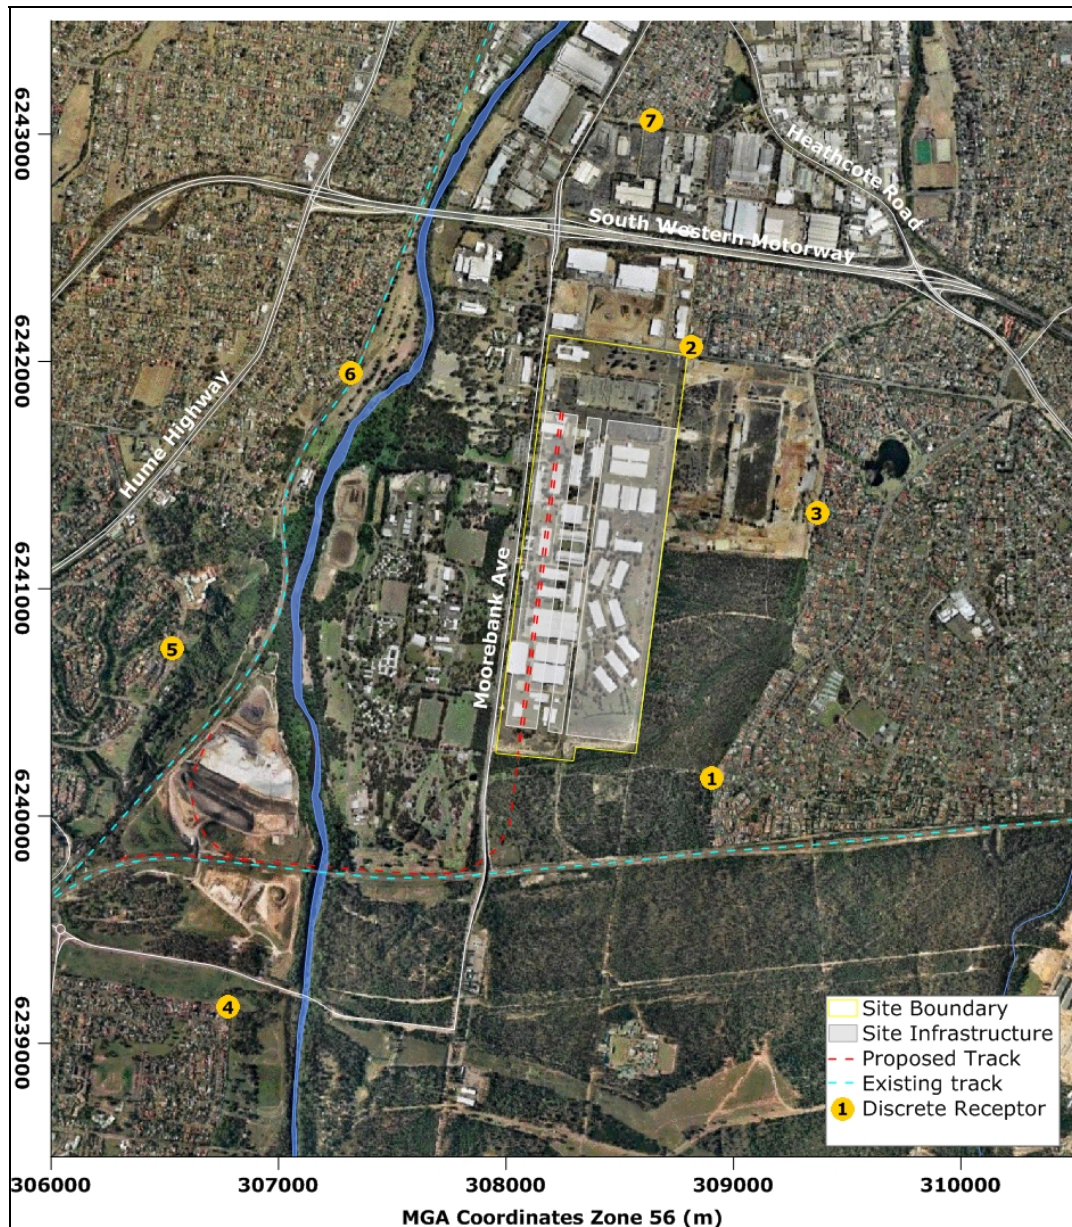 7
6243000
Heathcote Road
South Western Motorway
2
6242000
6
Hume Highway
3
6241000
Moorebank Ave
5
1
6240000
4
6239000
Site Boundary
Site Infrastructure
Proposed Track
Existing track
1 Discrete Receptor
306000 307000 308000 309000 310000
MGA Coordinates Zone 56 (m)